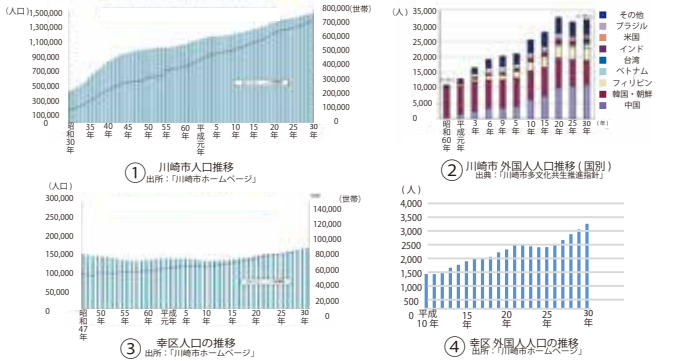 (人口)
1,500,000
1,300,000
1,100,000
900,000
700,000
500,000
300,000
100,000
0
800,000(世帯)
700,000
600,000
500,000
400,000
300,000
200,000
100,000
0
昭和30年
35年
40年
45年
50年
55年
60年
平成元年
5年
10年
15年
20年
25年
30年
① 川崎市人口推移
出所:「川崎市ホームページ」
(人)
35,000
30,000
25,000
20,000
15,000
10,000
5,000
0
昭和60年
平成元年
3年
6年
9年
5年
10年
15年
20年
25年
30年
(年)
その他
ブラジル
米国
インド
台湾
ベトナム
フィリピン
韓国・朝鮮
中国
② 川崎市 外国人人口推移 ( 国別 )
出典:「川崎市多文化共生推進指針」
(人口)
300,000
250,000
200,000
150,000
100,000
50,000
0
(世帯)
140,000
120,000
100,000
80,000
60,000
40,000
20,000
0
昭和47年
50年
55年
60年
平成元年
5年
10年
15年
20年
25年
30年
③ 幸区人口の推移
出所:「川崎市ホームページ」
(人)
4,000
3,500
3,000
2,500
2,000
1,500
1,000
500
0
平成10年
15年
20年
25年
30年
④ 幸区 外国人人口の推移
出所:「川崎市ホームページ」